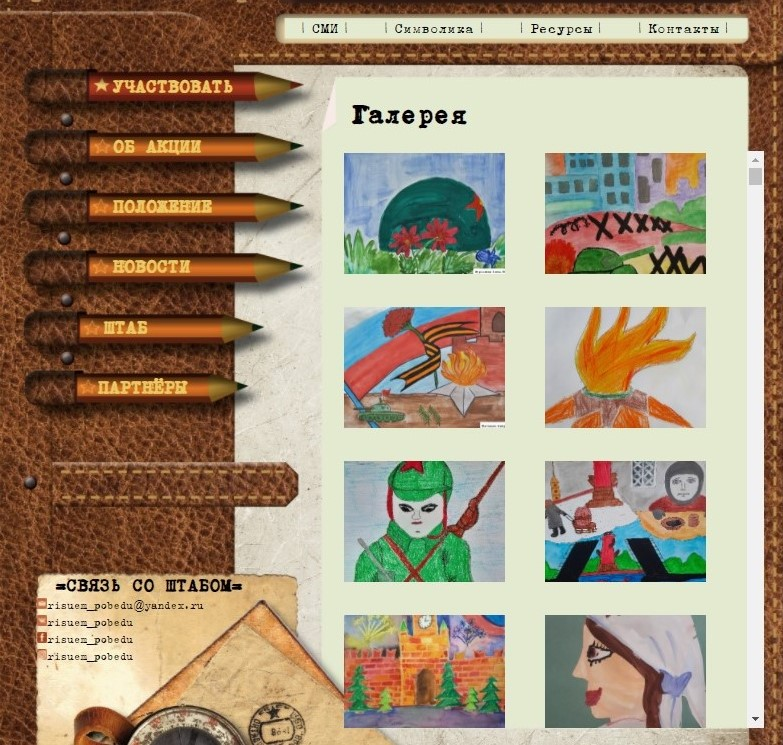 СМИ
Символика
Ресурсы
Контакты
УЧАСТВОВАТЬ
ОБ АКЦИИ
ПОЛОЖЕНИЕ
НОВОСТИ
ШТАБ
ПАРТНЁРЫ
Галерея
=СВЯЗЬ СО ШТАБОМ=
risuem_pobedu@yandex.ru
risuem_pobedu
risuem_pobedu
risuem_pobedu